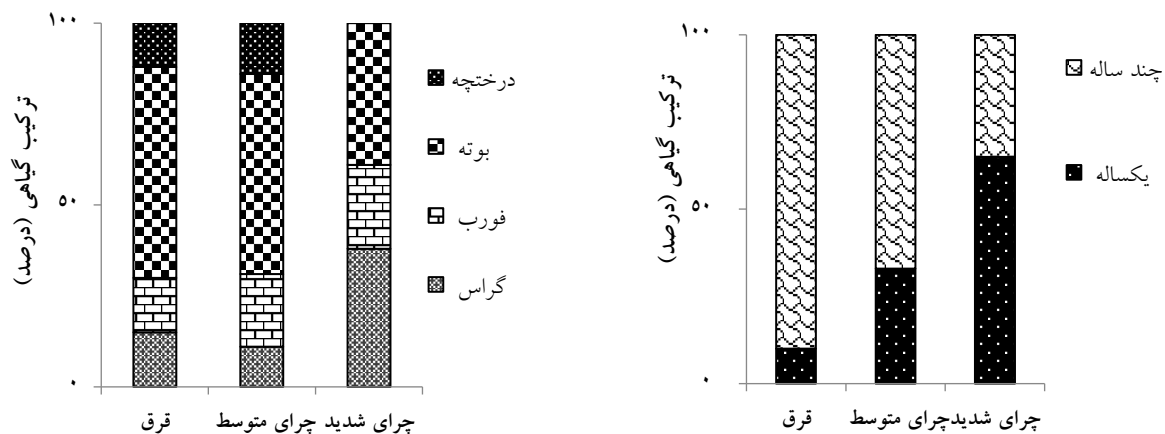 ۱۰۰
۵۰
۰
ترکیب گیاهی (درصد)
درختچه
بوته
فورب
گراس
قرق
چرای متوسط
چرای شدید
۱۰۰
۵۰
۰
ترکیب گیاهی (درصد)
چند ساله
یکساله
قرق
چرای متوسط
چرای شدید